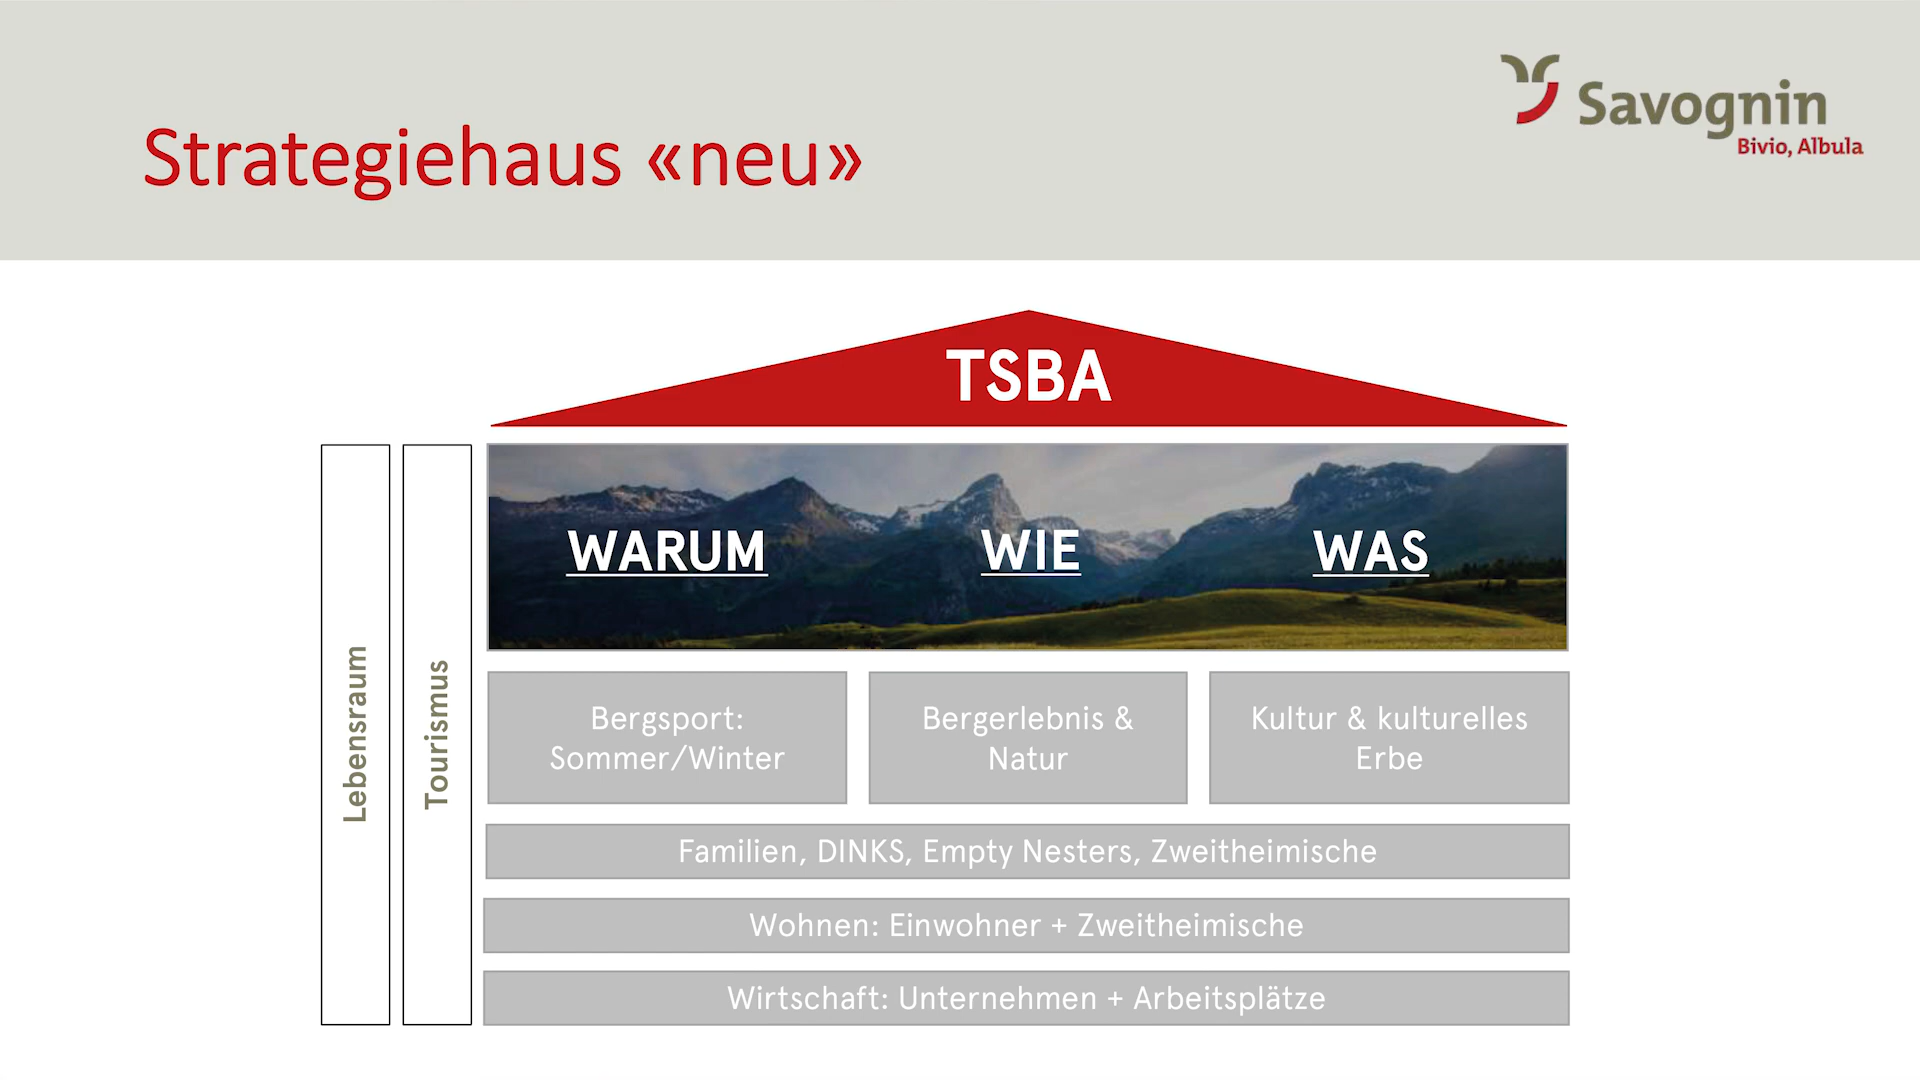 Strategiehaus «neu»
Savognin
Bivio, Albula
TSBA
WARUM
WIE
WAS
Lebensraum
Tourismus
Bergsport:
Sommer/Winter
Bergerlebnis &
Natur
Kultur & kulturelles
Erbe
Familien, DINKS, Empty Nesters, Zweitheimische
Wohnen: Einwohner + Zweitheimische
Wirtschaft: Unternehmen + Arbeitsplätze